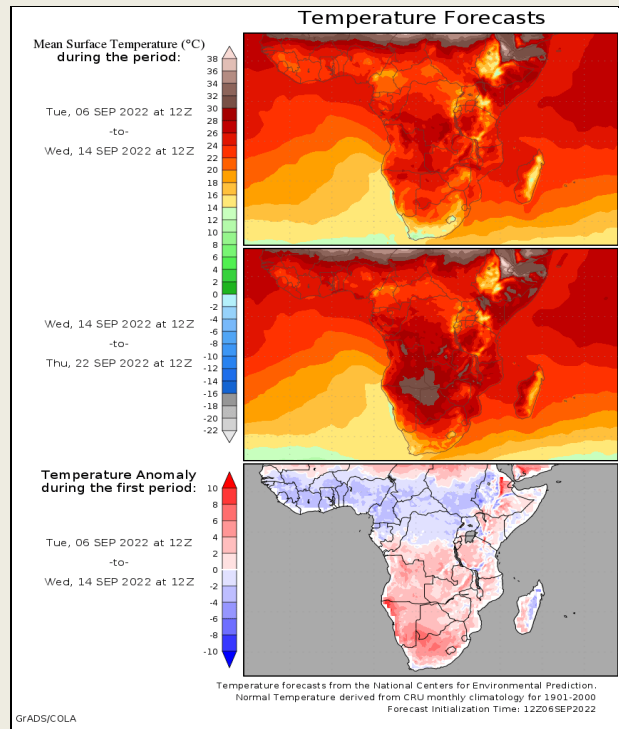 Temperature Forecasts
Mean Surface Temperature (°C)
during the period:
Tue, 06 SEP 2022 at 12Z
-to-
Wed, 14 SEP 2022 at 12Z
38
36
34
32
30
28
26
24
22
20
18
16
14
12
10
8
6
4
2
0
-2
-4
-6
-8
-10
-12
-14
-16
-18
-20
-22
Wed, 14 SEP 2022 at 12Z
-to-
Thu, 22 SEP 2022 at 12Z
Temperature Anomaly
during the first period:
Tue, 06 SEP 2022 at 12Z
-to-
Wed, 14 SEP 2022 at 12Z
10
8
6
4
2
0
-2
-4
-6
-8
-10
Temperature forecasts from the National Centers for Environmental Prediction.
Normal Temperature derived from CRU monthly climatology for 1901-2000
Forecast Initialization Time: 12Z06SEP2022
GrADS/COLA